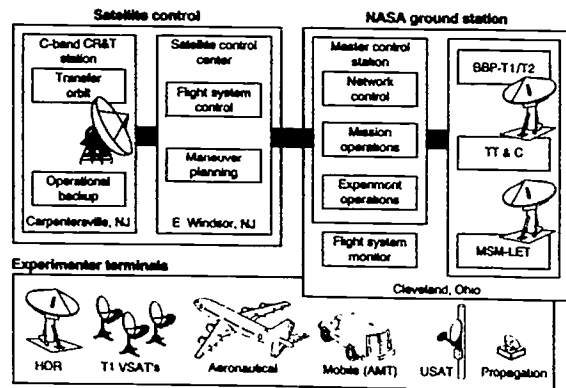 Satellite control
C-band CR&T
station
Transfer
orbit
Operational
backup
Carpentersville, NJ
Satellite control
center
Flight system
control
Maneuver
planning
E Windsor, NJ
NASA ground station
Master control
station
Network
control
Mission
operations
Experiment
operations
Flight system
monitor
BBP-T1/T2
TT & C
MSM-LET
Cleveland, Ohio
Experimenter terminals
HDR
T1 VSAT's
Aeronautical
Mobile (AMT)
USAT
Propagation